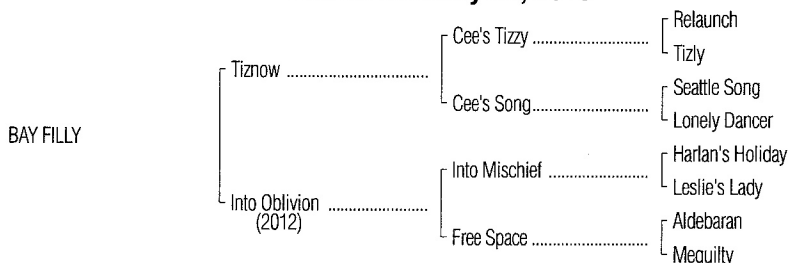 Cee's Tizzy
Relaunch
Tizly
Tiznow
Cee's Song
Seattle Song
Lonely Dancer
BAY FILLY
Into Mischief
Harlan's Holiday
Leslie's Lady
Into Oblivion
(2012)
Free Space
Aldebaran
Meguilty